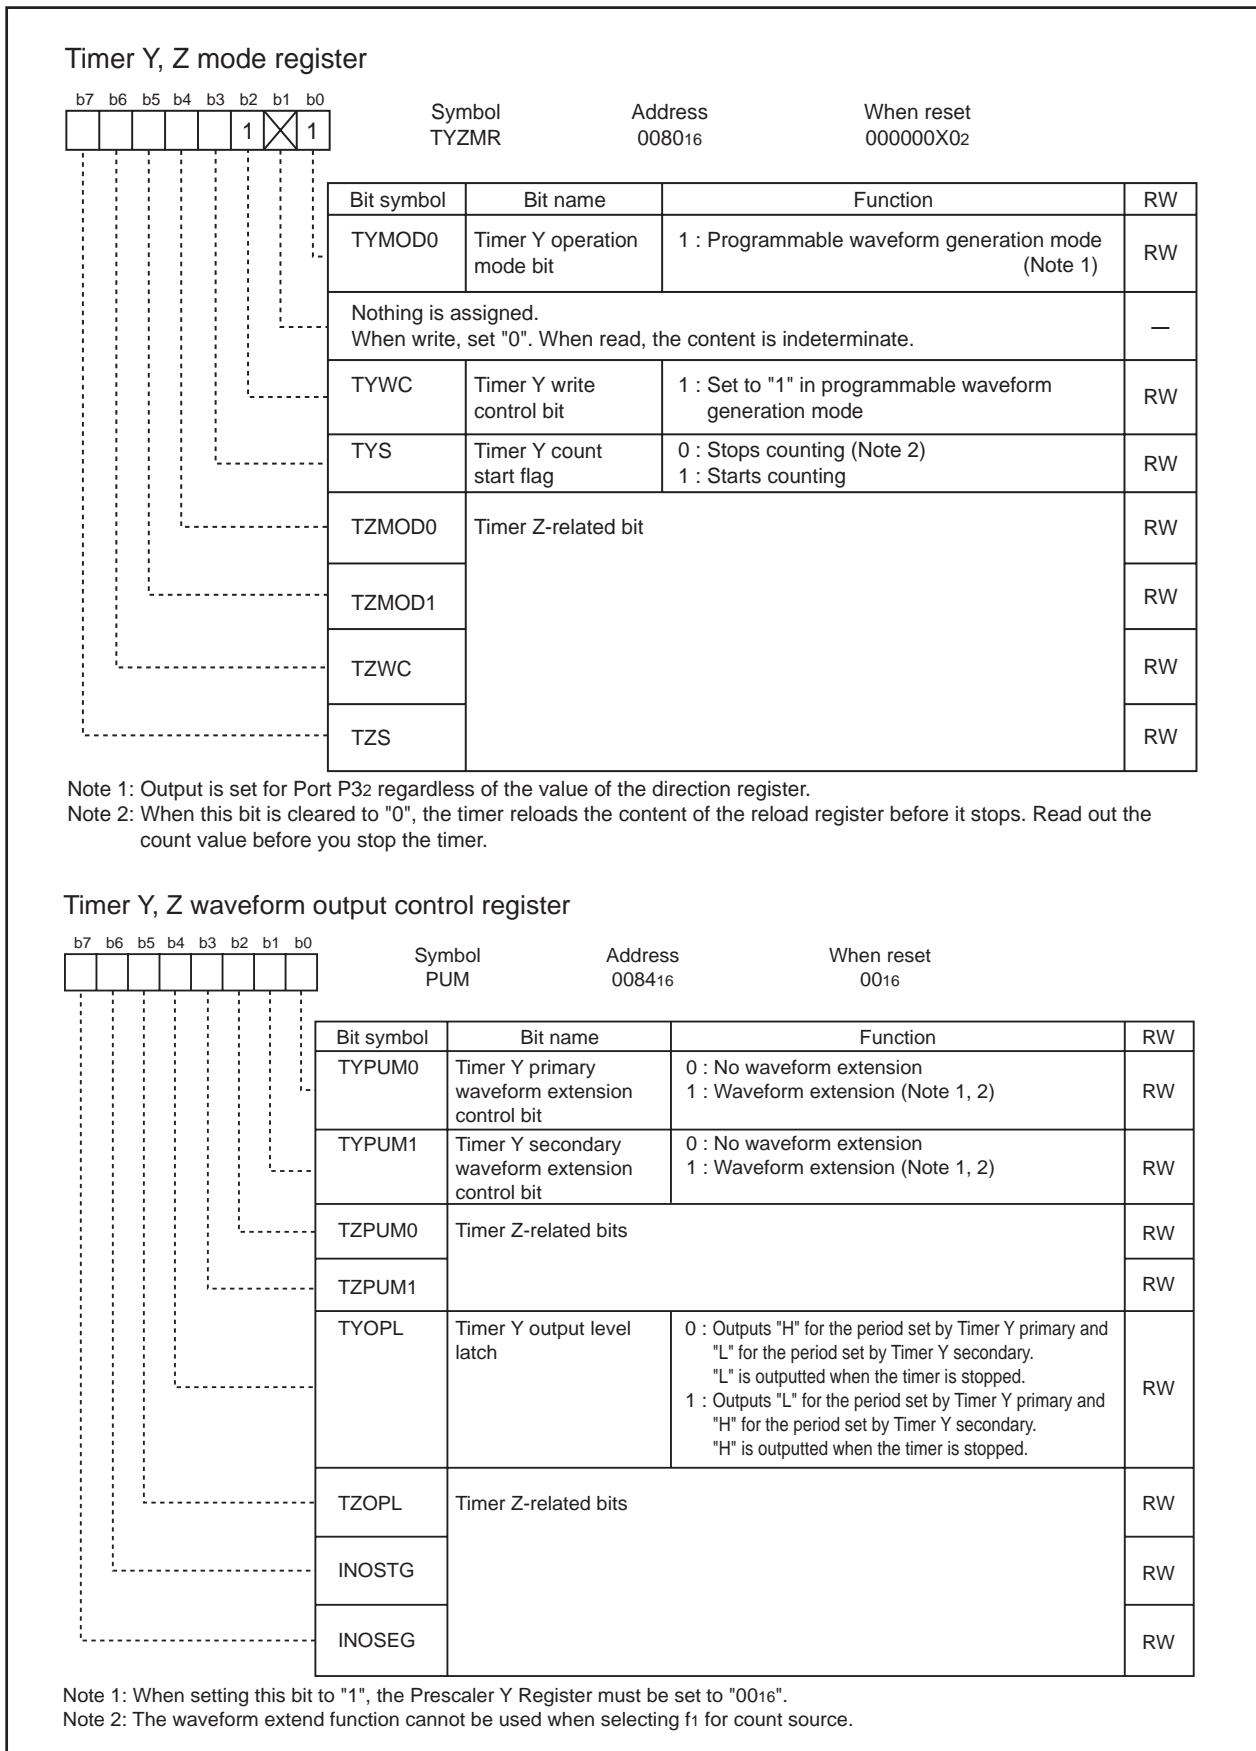 Timer Y, Z mode register
b7 b6 b5 b4 b3 b2 b1 b0
1 1
Symbol Address When reset
TYZMR 008016 000000X02
Bit symbol Bit name Function RW
TYMOD0 Timer Y operation mode bit 1 : Programmable waveform generation mode (Note 1) RW
Nothing is assigned.
When write, set "0". When read, the content is indeterminate. —
TYWC Timer Y write control bit 1 : Set to "1" in programmable waveform generation mode RW
TYS Timer Y count start flag 0 : Stops counting (Note 2)
1 : Starts counting RW
TZMOD0 Timer Z-related bit RW
TZMOD1 RW
TZWC RW
TZS RW
Note 1: Output is set for Port P32 regardless of the value of the direction register.
Note 2: When this bit is cleared to "0", the timer reloads the content of the reload register before it stops. Read out the
count value before you stop the timer.
Timer Y, Z waveform output control register
b7 b6 b5 b4 b3 b2 b1 b0
Symbol Address When reset
PUM 008416 0016
Bit symbol Bit name Function RW
TYPUM0 Timer Y primary waveform extension control bit 0 : No waveform extension
1 : Waveform extension (Note 1, 2) RW
TYPUM1 Timer Y secondary waveform extension control bit 0 : No waveform extension
1 : Waveform extension (Note 1, 2) RW
TZPUM0 Timer Z-related bits RW
TZPUM1 RW
TYOPL Timer Y output level latch 0 : Outputs "H" for the period set by Timer Y primary and
"L" for the period set by Timer Y secondary.
"L" is outputted when the timer is stopped.
1 : Outputs "L" for the period set by Timer Y primary and
"H" for the period set by Timer Y secondary.
"H" is outputted when the timer is stopped. RW
TZOPL Timer Z-related bits RW
INOSTG RW
INOSEG RW
Note 1: When setting this bit to "1", the Prescaler Y Register must be set to "0016".
Note 2: The waveform extend function cannot be used when selecting f1 for count source.